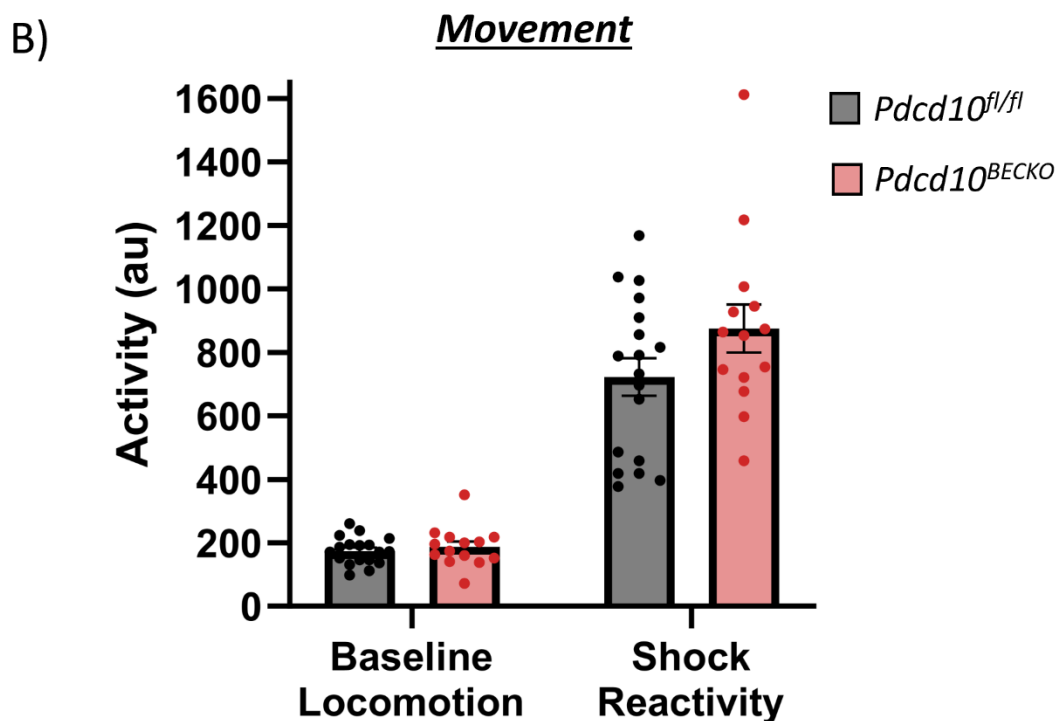 B)
Movement
Pdcd10fl/fl
Pdcd10BECKO
Activity (au)
1600
1400
1200
1000
800
600
400
200
0
Baseline
Locomotion
Shock
Reactivity